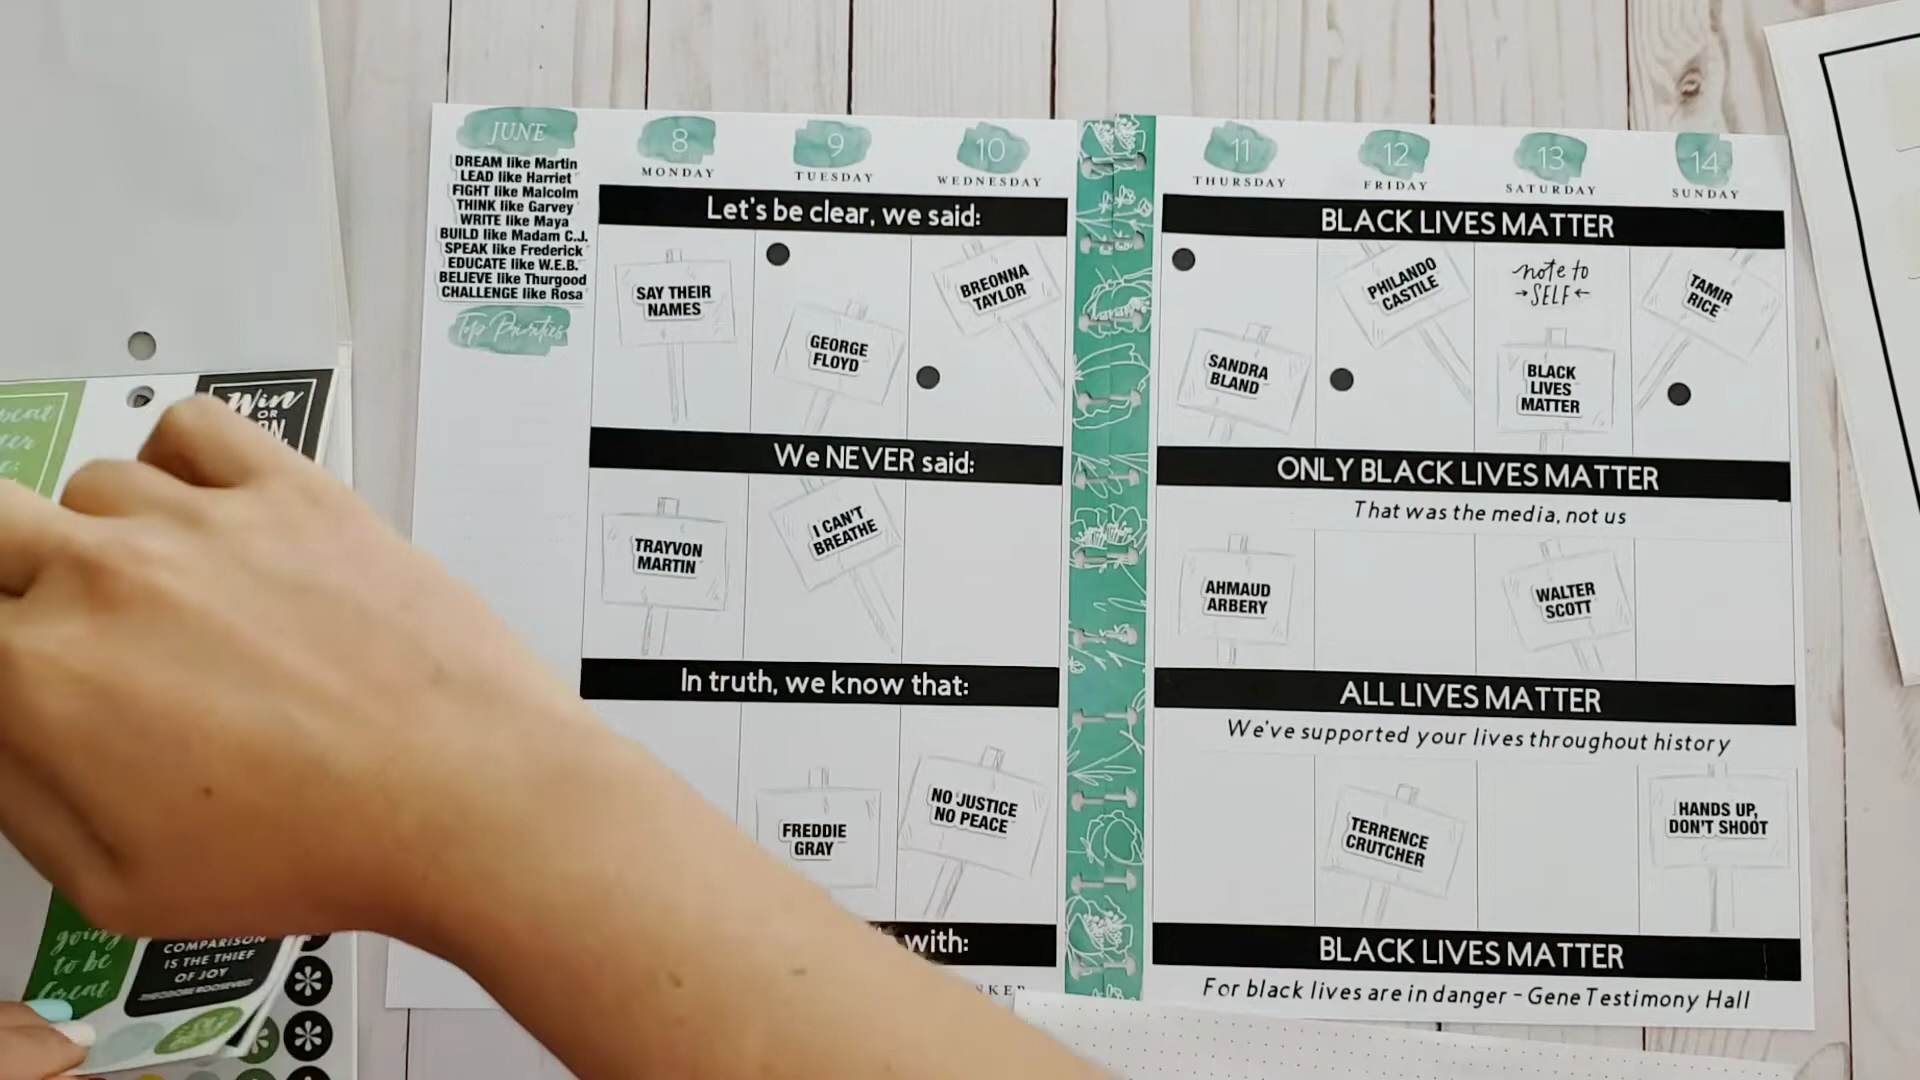 JUNE
DREAM like Martin
LEAD like Harriet
FIGHT like Malcolm
THINK like Garvey
WRITE like Maya
BUILD like Madam C.J.
SPEAK like Frederick
EDUCATE like W.E.B.
BELIEVE like Thurgood
CHALLENGE like Rosa
Top Priorities
8
MONDAY
9
TUESDAY
10
WEDNESDAY
11
THURSDAY
12
FRIDAY
13
SATURDAY
14
SUNDAY
Let's be clear, we said:
BLACK LIVES MATTER
SAY THEIR
NAMES
GEORGE
FLOYD
BREONNA
TAYLOR
SANDRA
BLAND
PHILANDO
CASTILE
note to
SELF
BLACK
LIVES
MATTER
TAMIR
RICE
We NEVER said:
ONLY BLACK LIVES MATTER
That was the media, not us
TRAYVON
MARTIN
I CAN'T
BREATHE
AHMAUD
ARBERY
WALTER
SCOTT
In truth, we know that:
ALL LIVES MATTER
We've supported your lives throughout history
FREDDIE
GRAY
NO JUSTICE
NO PEACE
TERRENCE
CRUTCHER
HANDS UP,
DON'T SHOOT
with:
BLACK LIVES MATTER
For black lives are in danger - Gene Testimony Hall
Win
OR
going
to be
Great
COMPARISON
IS THE THIEF
OF JOY
THEODORE ROOSEVELT